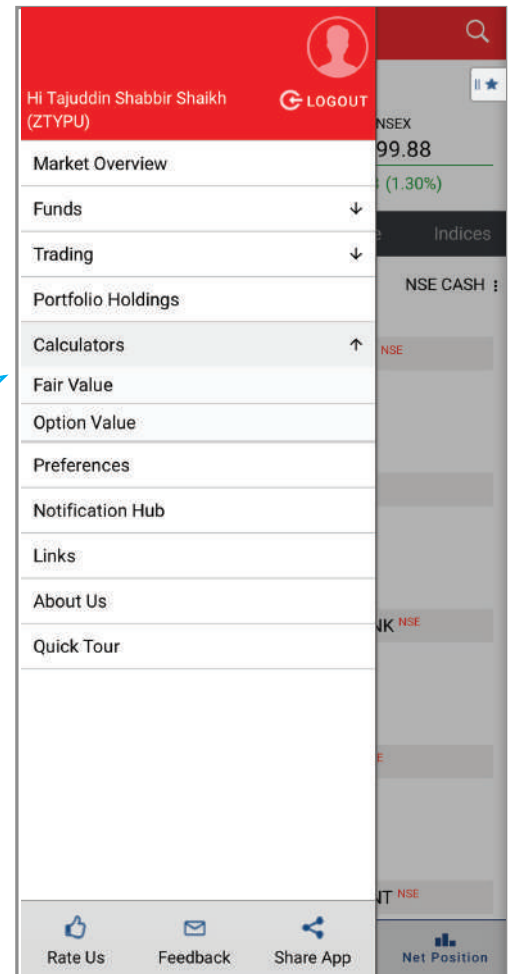 Hi Tajuddin Shabbir Shaikh
(ZTYPU)
LOGOUT
Market Overview
Funds
Trading
Portfolio Holdings
Calculators
Fair Value
Option Value
Preferences
Notification Hub
Links
About Us
Quick Tour
Rate Us
Feedback
Share App
NSEX
99.88
(1.30%)
Indices
NSE CASH
NSE
NK NSE
E
NT NSE
Net Position